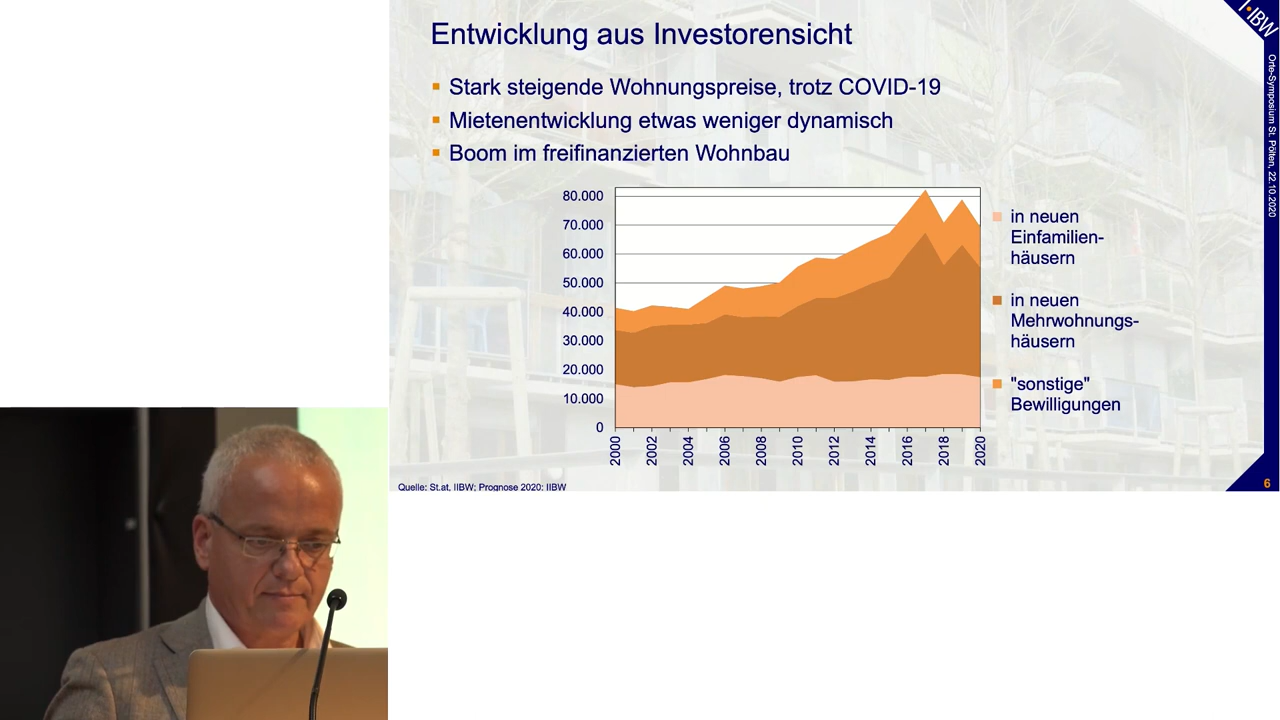 Entwicklung aus Investorensicht
Stark steigende Wohnungspreise, trotz COVID-19
Mietenentwicklung etwas weniger dynamisch
Boom im freifinanzierten Wohnbau
80.000
70.000
60.000
50.000
40.000
30.000
20.000
10.000
0
2000
2002
2004
2006
2008
2010
2012
2014
2016
2018
2020
in neuen
Einfamilien-
häusern
in neuen
Mehrwohnungs-
häusern
"sonstige"
Bewilligungen
Quelle: St.at, IIBW; Prognose 2020: IIBW
IBW
Orte-Symposium St. Pölten, 22.10.2020
6